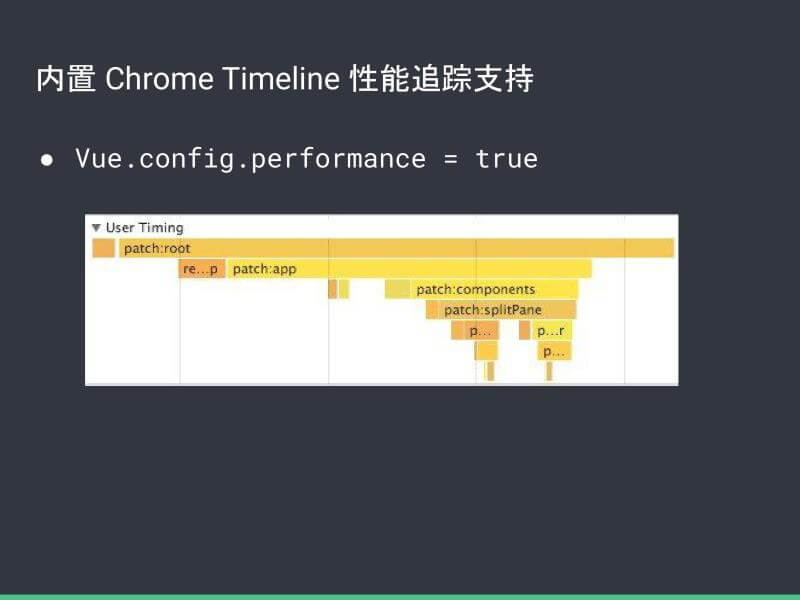 内置 Chrome Timeline 性能追踪支持
● Vue.config.performance = true
▼ User Timing
patch:root
re...p patch:app
patch:components
patch:splitPane
p... p...r
p...